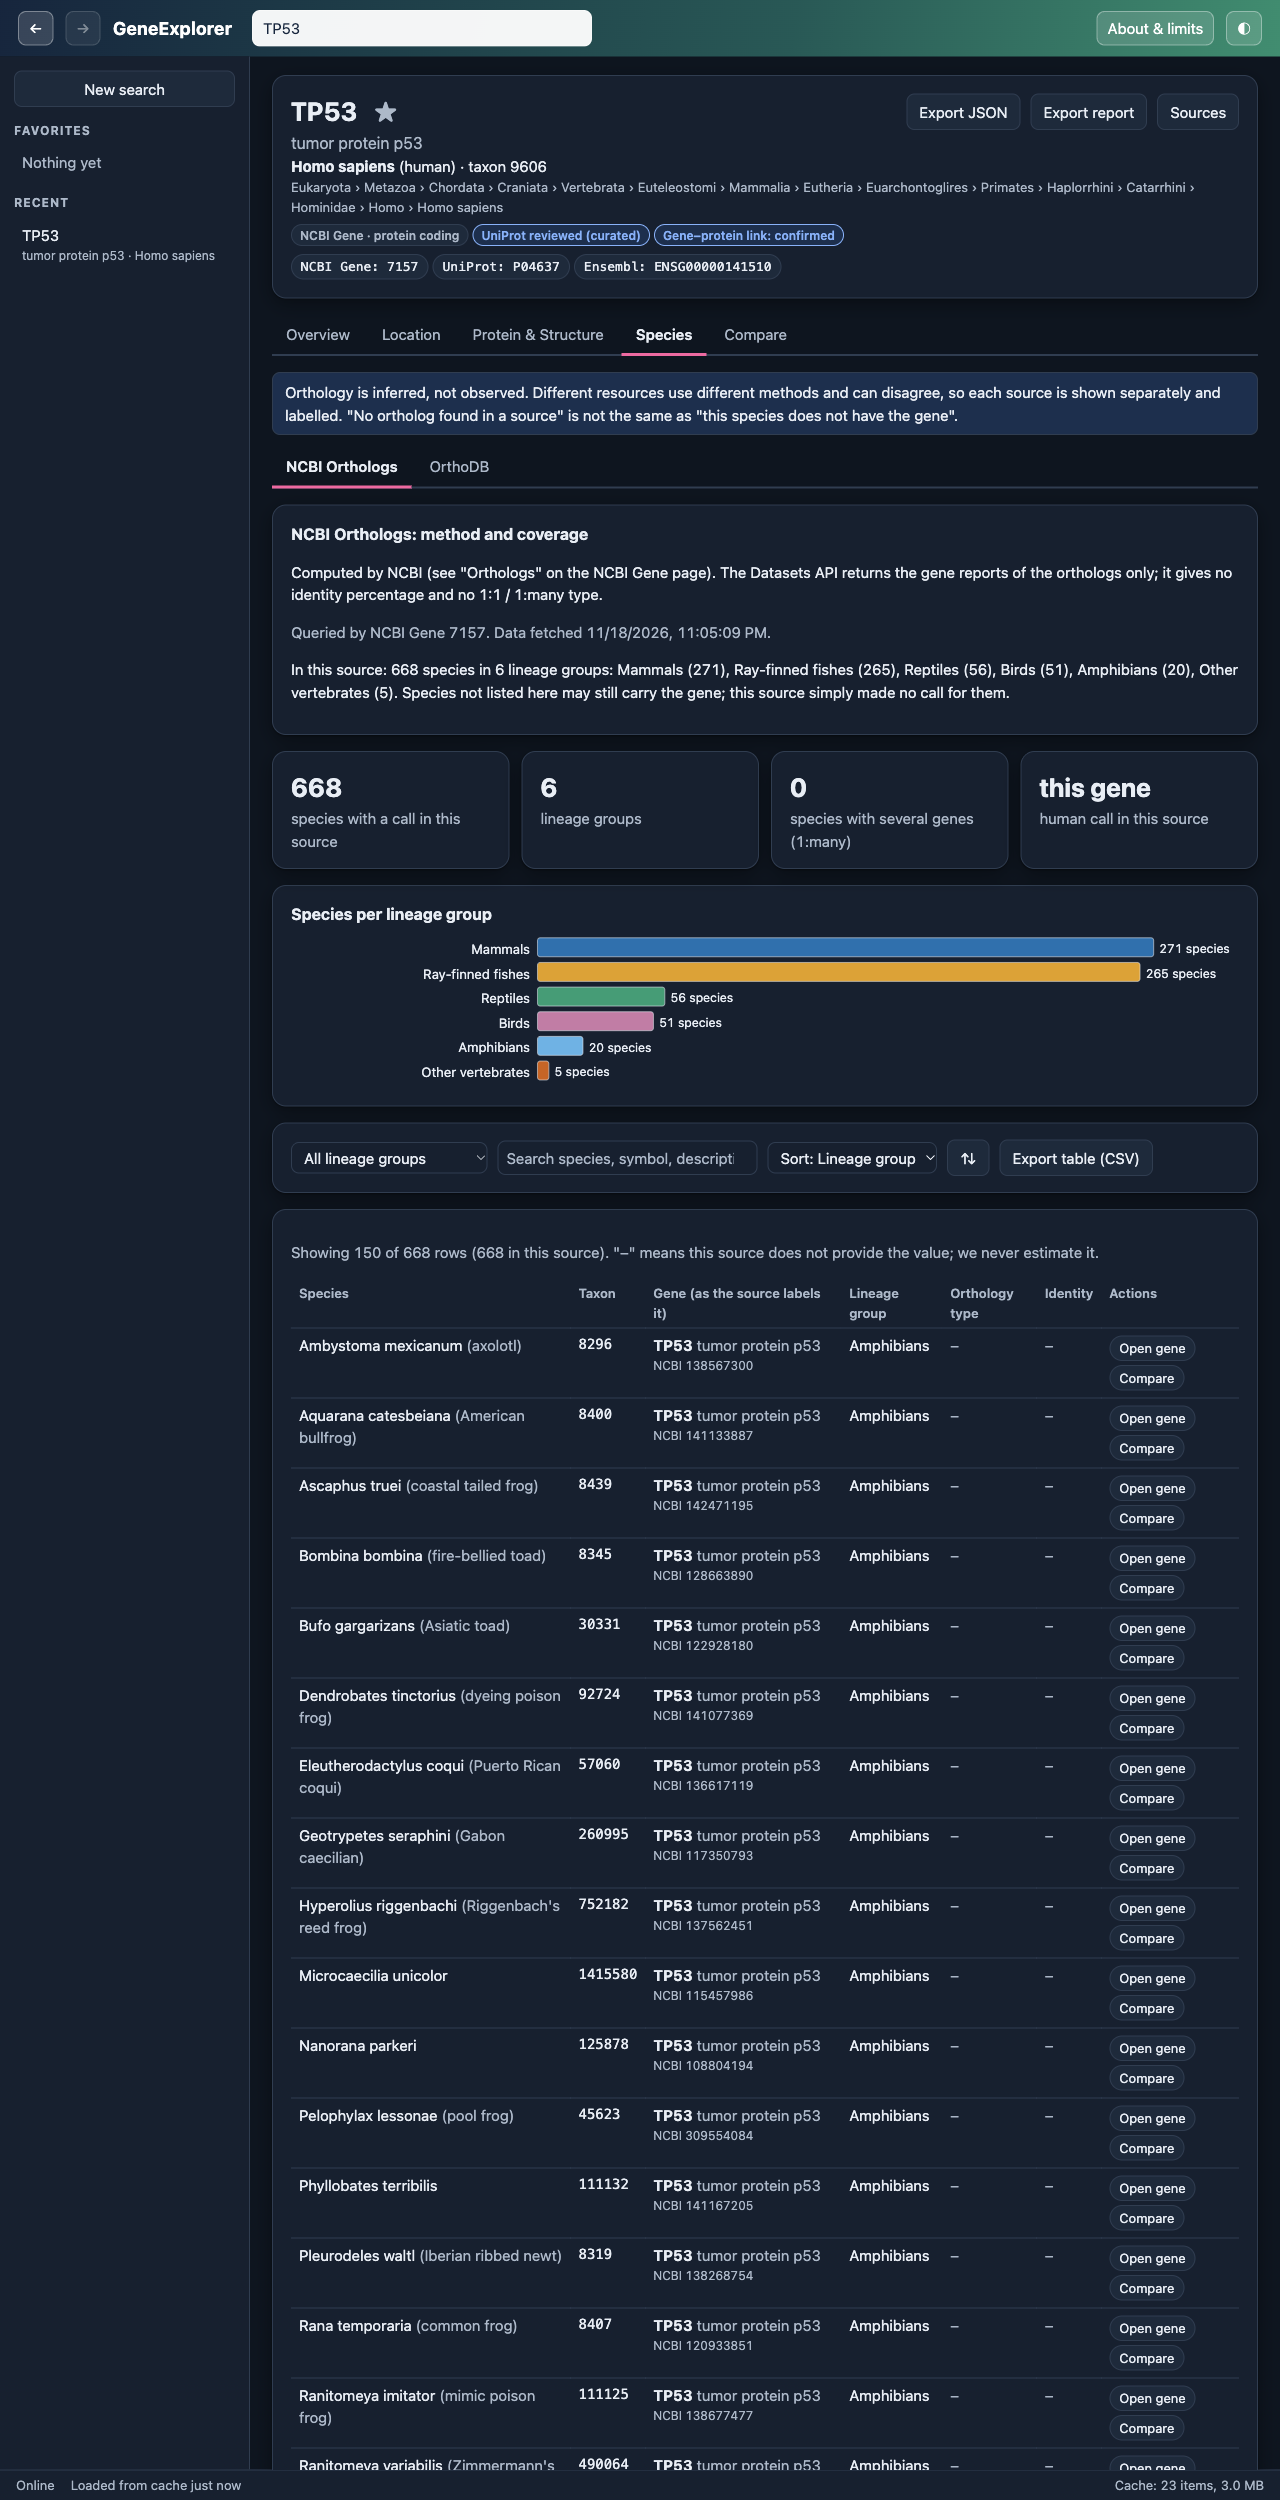 ← → GeneExplorer TP53 About & limits
New search
FAVORITES
Nothing yet
RECENT
TP53
tumor protein p53 · Homo sapiens
TP53 ★ Export JSON Export report Sources
tumor protein p53
Homo sapiens (human) · taxon 9606
Eukaryota › Metazoa › Chordata › Craniata › Vertebrata › Euteleostomi › Mammalia › Eutheria › Euarchontoglires › Primates › Haplorrhini › Catarrhini ›
Hominidae › Homo › Homo sapiens
NCBI Gene · protein coding UniProt reviewed (curated) Gene–protein link: confirmed
NCBI Gene: 7157 UniProt: P04637 Ensembl: ENSG00000141510
Overview Location Protein & Structure Species Compare
Orthology is inferred, not observed. Different resources use different methods and can disagree, so each source is shown separately and
labelled. "No ortholog found in a source" is not the same as "this species does not have the gene".
NCBI Orthologs OrthoDB
NCBI Orthologs: method and coverage
Computed by NCBI (see "Orthologs" on the NCBI Gene page). The Datasets API returns the gene reports of the orthologs only; it gives no
identity percentage and no 1:1 / 1:many type.
Queried by NCBI Gene 7157. Data fetched 11/18/2026, 11:05:09 PM.
In this source: 668 species in 6 lineage groups: Mammals (271), Ray-finned fishes (265), Reptiles (56), Birds (51), Amphibians (20), Other
vertebrates (5). Species not listed here may still carry the gene; this source simply made no call for them.
668 6 0 this gene
species with a call in this lineage groups species with several genes human call in this source
source (1:many)
Species per lineage group
Mammals 271 species
Ray-finned fishes 265 species
Reptiles 56 species
Birds 51 species
Amphibians 20 species
Other vertebrates 5 species
All lineage groups Search species, symbol, descripti Sort: Lineage group Export table (CSV)
Showing 150 of 668 rows (668 in this source). "–" means this source does not provide the value; we never estimate it.
Species Taxon Gene (as the source labels Lineage Orthology Identity Actions
it) group type
Ambystoma mexicanum (axolotl) 8296 TP53 tumor protein p53 Amphibians – – Open gene
NCBI 138567300 Compare
Aquarana catesbeiana (American 8400 TP53 tumor protein p53 Amphibians – – Open gene
bullfrog) NCBI 141133887 Compare
Ascaphus truei (coastal tailed frog) 8439 TP53 tumor protein p53 Amphibians – – Open gene
NCBI 142471195 Compare
Bombina bombina (fire-bellied toad) 8345 TP53 tumor protein p53 Amphibians – – Open gene
NCBI 128663890 Compare
Bufo gargarizans (Asiatic toad) 30331 TP53 tumor protein p53 Amphibians – – Open gene
NCBI 122928180 Compare
Dendrobates tinctorius (dyeing poison 92724 TP53 tumor protein p53 Amphibians – – Open gene
frog) NCBI 141077369 Compare
Eleutherodactylus coqui (Puerto Rican 57060 TP53 tumor protein p53 Amphibians – – Open gene
coqui) NCBI 136617119 Compare
Geotrypetes seraphini (Gabon 260995 TP53 tumor protein p53 Amphibians – – Open gene
caecilian) NCBI 117350793 Compare
Hyperolius riggenbachi (Riggenbach's 752182 TP53 tumor protein p53 Amphibians – – Open gene
reed frog) NCBI 137562451 Compare
Microcaecilia unicolor 1415580 TP53 tumor protein p53 Amphibians – – Open gene
NCBI 115457986 Compare
Nanorana parkeri 125878 TP53 tumor protein p53 Amphibians – – Open gene
NCBI 108804194 Compare
Pelophylax lessonae (pool frog) 45623 TP53 tumor protein p53 Amphibians – – Open gene
NCBI 309554084 Compare
Phyllobates terribilis 111132 TP53 tumor protein p53 Amphibians – – Open gene
NCBI 141167205 Compare
Pleurodeles waltl (Iberian ribbed newt) 8319 TP53 tumor protein p53 Amphibians – – Open gene
NCBI 138268754 Compare
Rana temporaria (common frog) 8407 TP53 tumor protein p53 Amphibians – – Open gene
NCBI 120933851 Compare
Ranitomeya imitator (mimic poison 111125 TP53 tumor protein p53 Amphibians – – Open gene
frog) NCBI 138677477 Compare
Ranitomeya variabilis (Zimmermann's 490064 TP53 tumor protein p53 Amphibians – – Open gene
Online Loaded from cache just now Cache: 23 items, 3.0 MB